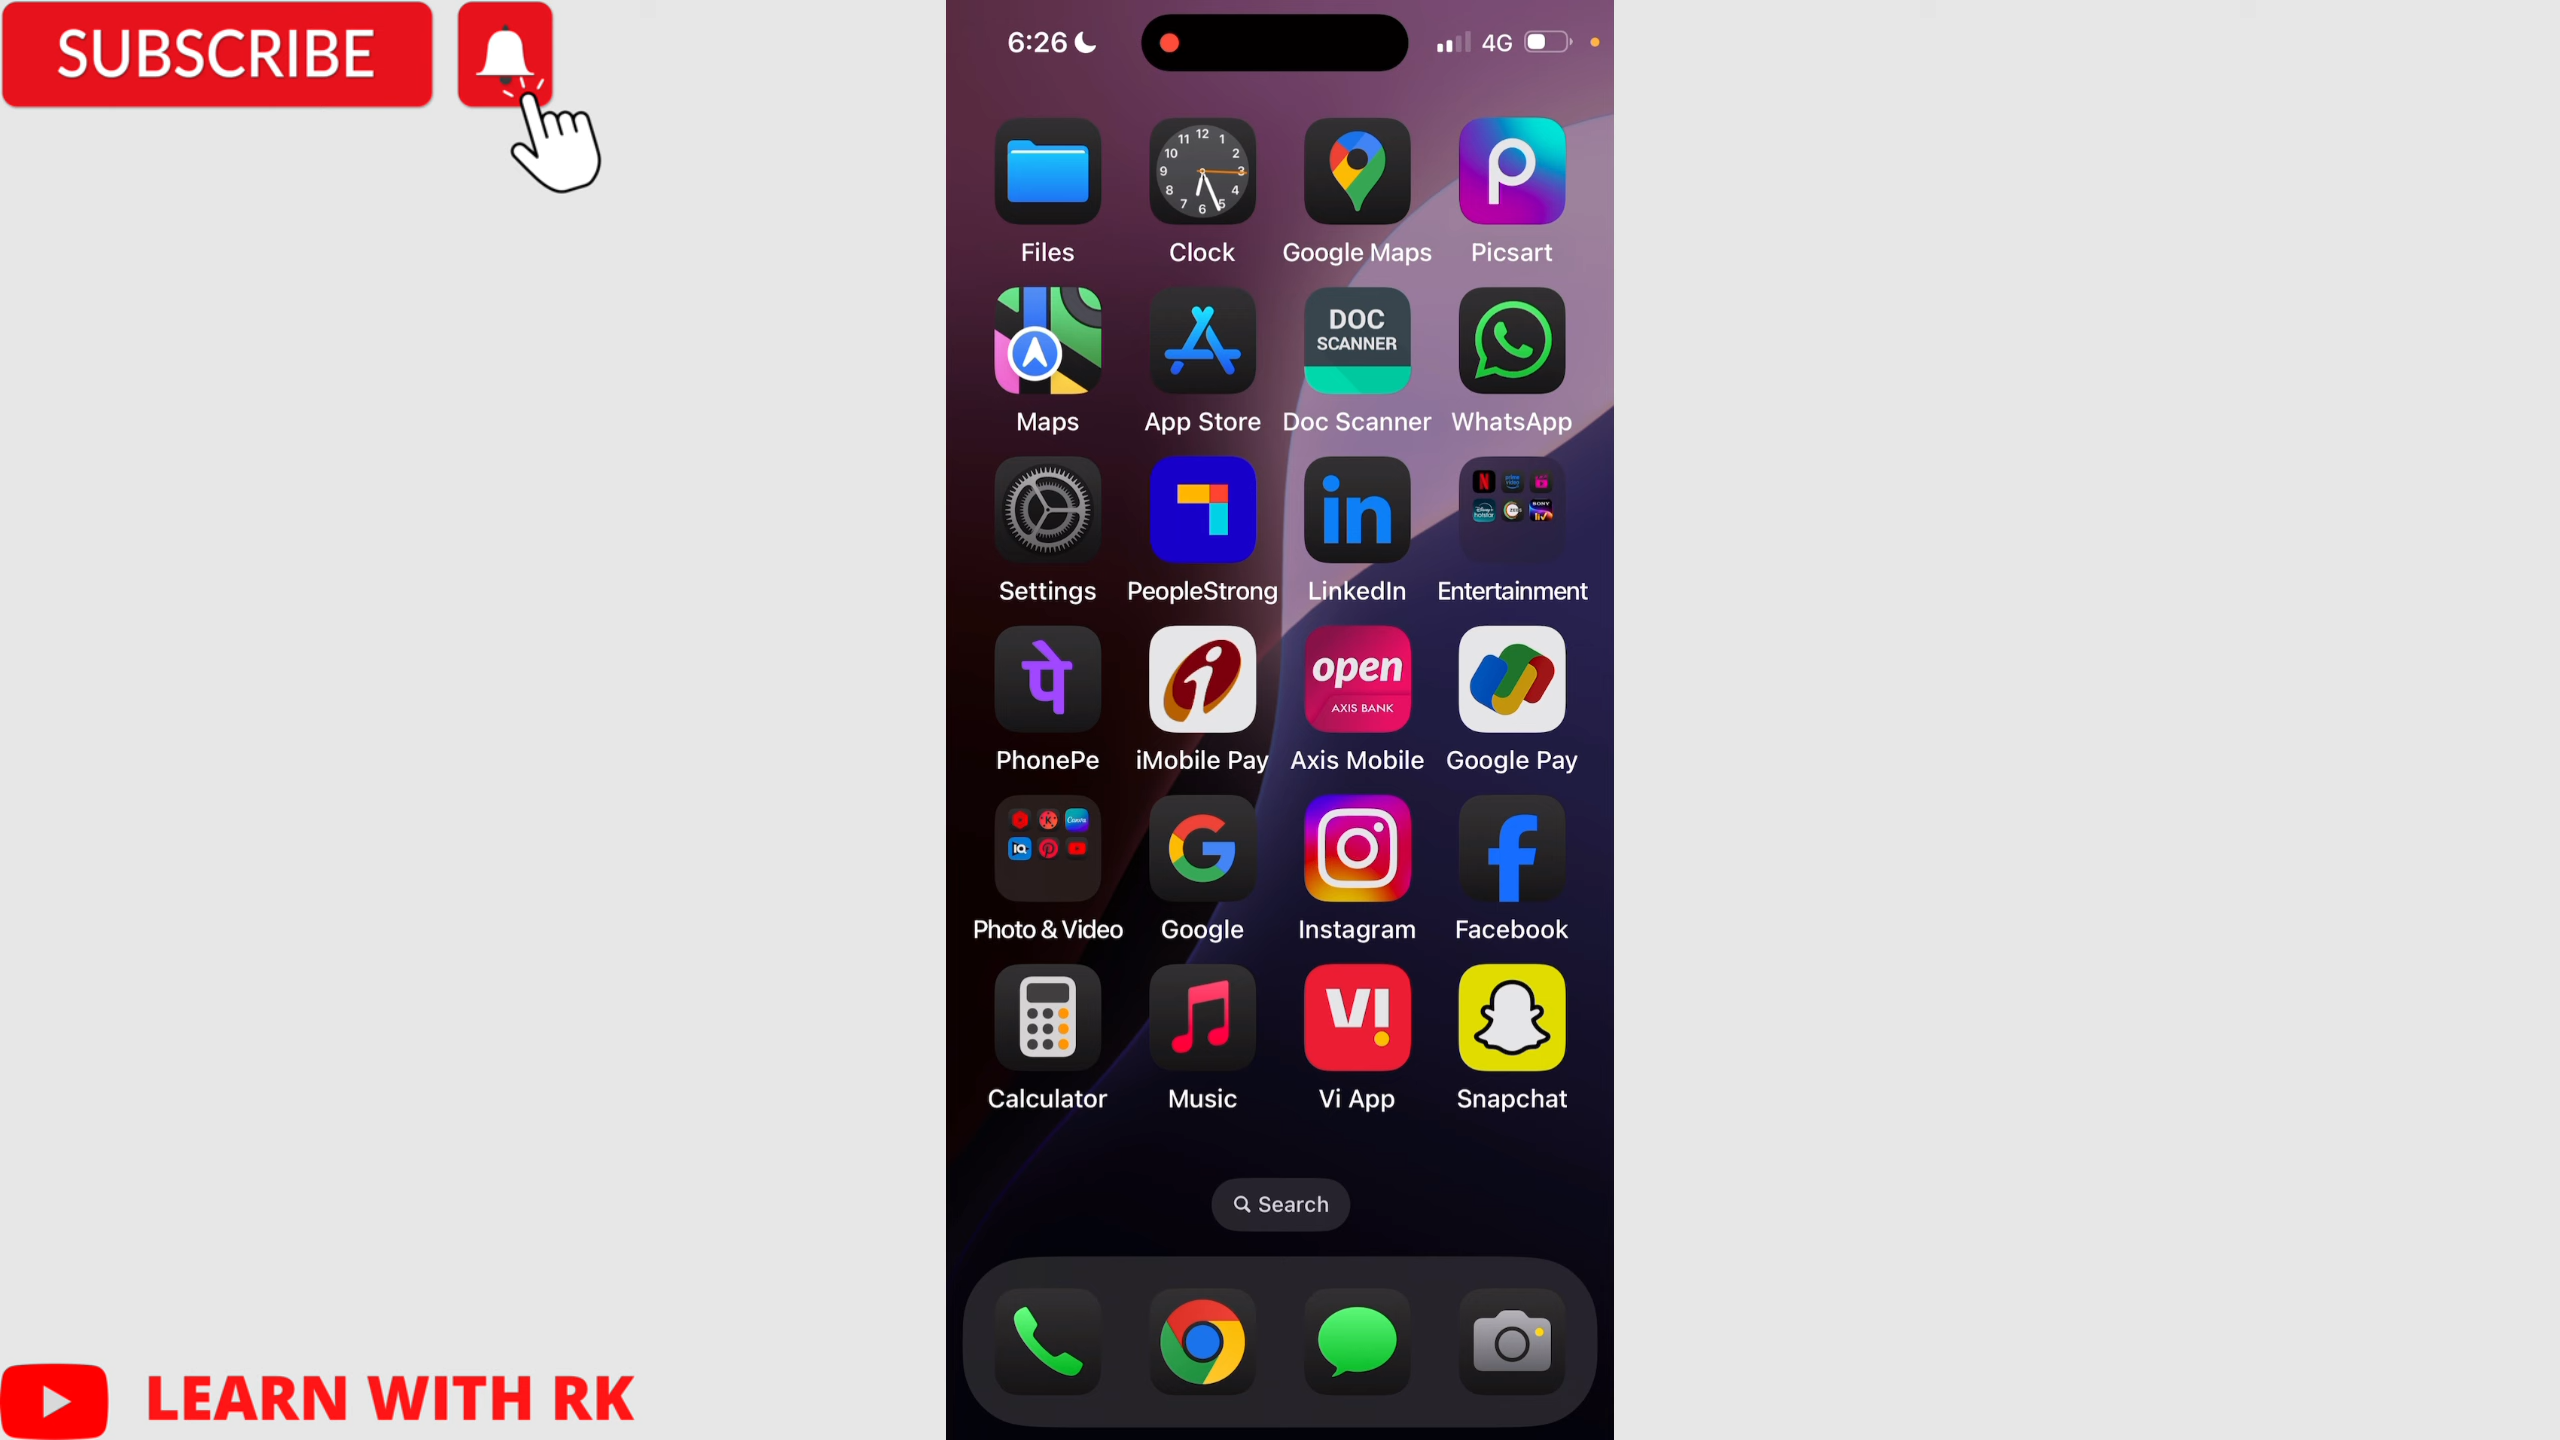 SUBSCRIBE
6:26 4G
Files Clock Google Maps Picsart
DOC
SCANNER
Maps App Store Doc Scanner WhatsApp
in
Settings PeopleStrong LinkedIn Entertainment
पे
open
AXIS BANK
PhonePe iMobile Pay Axis Mobile Google Pay
Photo & Video Google Instagram Facebook
VI
Calculator Music Vi App Snapchat
Search
LEARN WITH RK